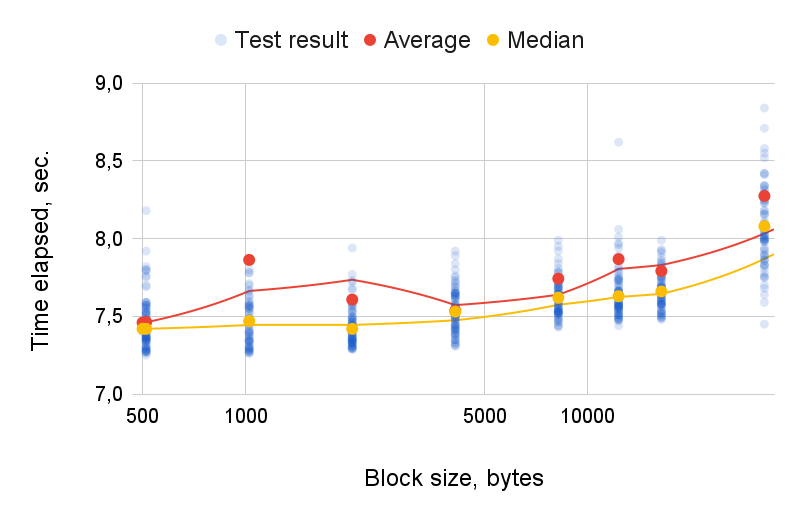 Test result Average Median
Time elapsed, sec.
9,0
8,5
8,0
7,5
7,0
500 1000 5000 10000
Block size, bytes